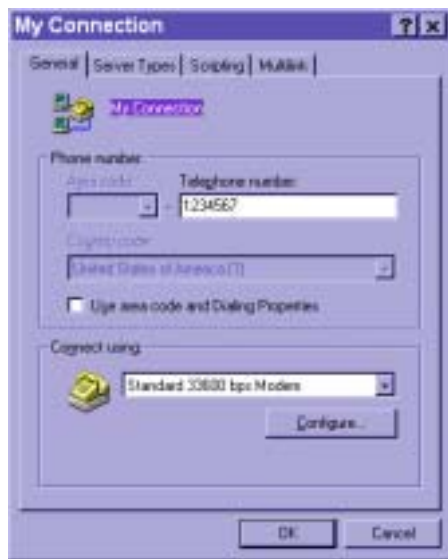 My Connection
General Server Types Scripting Multilink
My Connection
Phone number
Area code Telephone number:
- 1234567
Country code:
United States of America (1)
Use area code and Dialing Properties
Connect using:
Standard 33600 bps Modem
Configure...
OK Cancel